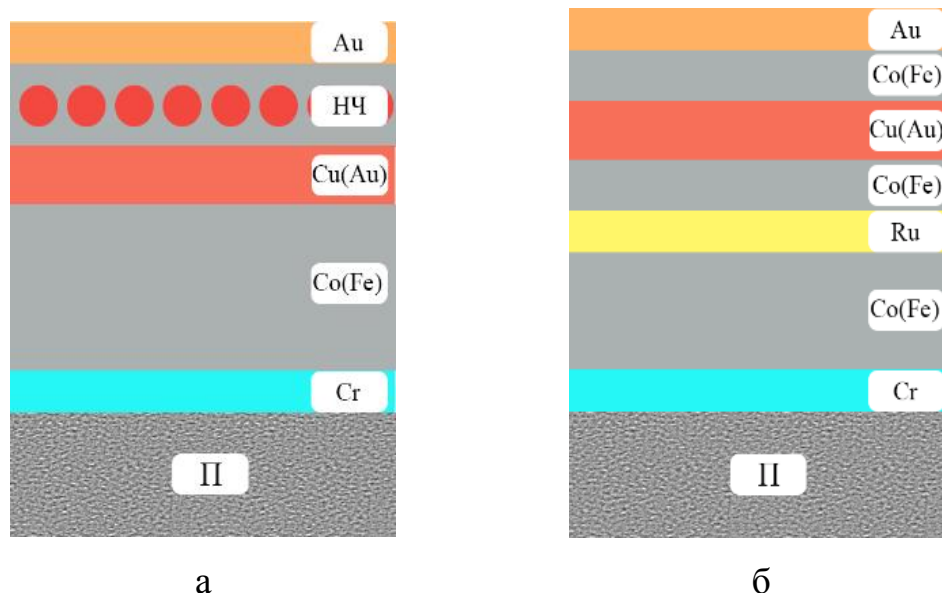 Au
НЧ
Cu(Au)
Co(Fe)
Cr
П
а
Au
Co(Fe)
Cu(Au)
Co(Fe)
Ru
Co(Fe)
Cr
П
б